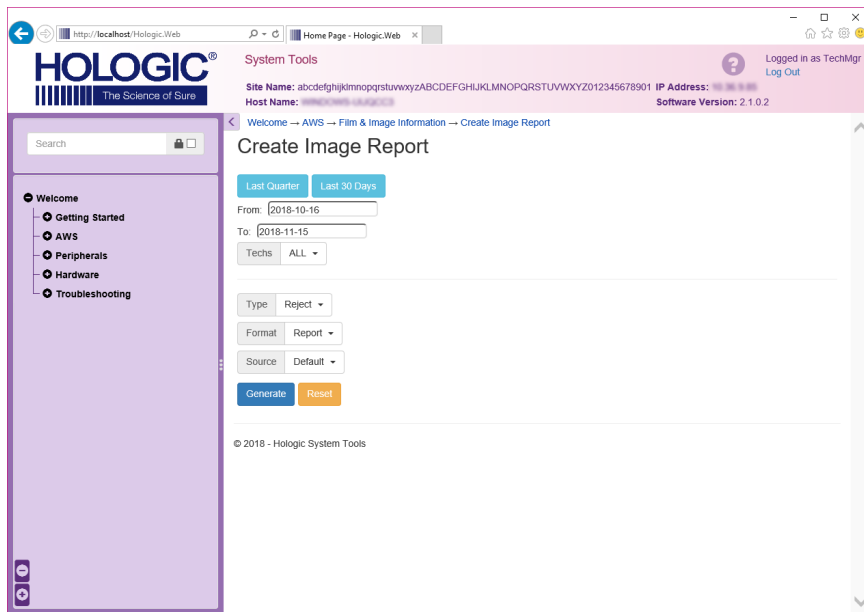 http://localhost/Hologic.Web
Home Page - Hologic.Web
HOLOGIC®
The Science of Sure
System Tools
Logged in as TechMgr
Log Out
Site Name: abcdefghijklmnopqrstuvwxyzABCDEFGHIJKLMNOPQRSTUVWXYZ012345678901 IP Address:
Host Name:
Software Version: 2.1.0.2
Search
Welcome
Getting Started
AWS
Peripherals
Hardware
Troubleshooting
Welcome → AWS → Film & Image Information → Create Image Report
Create Image Report
Last Quarter Last 30 Days
From: 2018-10-16
To: 2018-11-15
Techs ALL
Type Reject
Format Report
Source Default
Generate Reset
© 2018 - Hologic System Tools